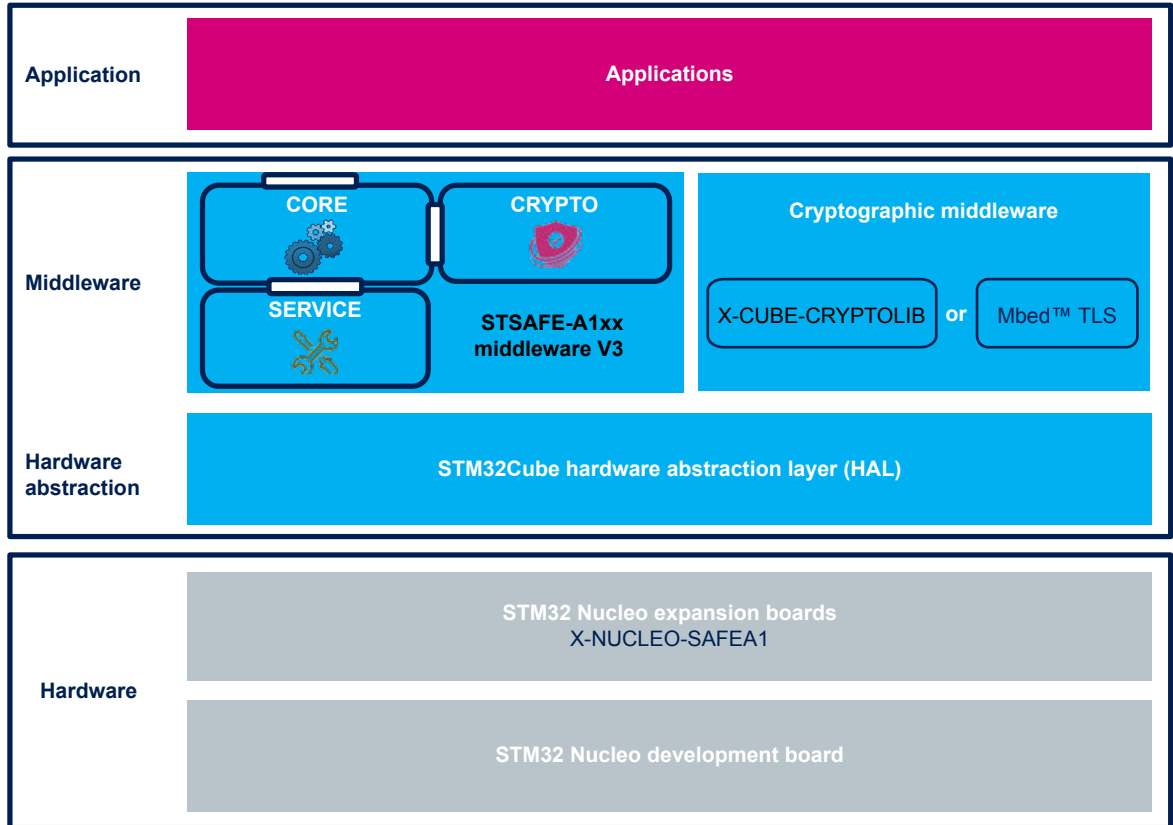 Application
Applications
Middleware
CORE
CRYPTO
SERVICE
STSAFE-A1xx
middleware V3
Cryptographic middleware
X-CUBE-CRYPTOLIB
or
Mbed™ TLS
Hardware
abstraction
STM32Cube hardware abstraction layer (HAL)
Hardware
STM32 Nucleo expansion boards
X-NUCLEO-SAFEA1
STM32 Nucleo development board